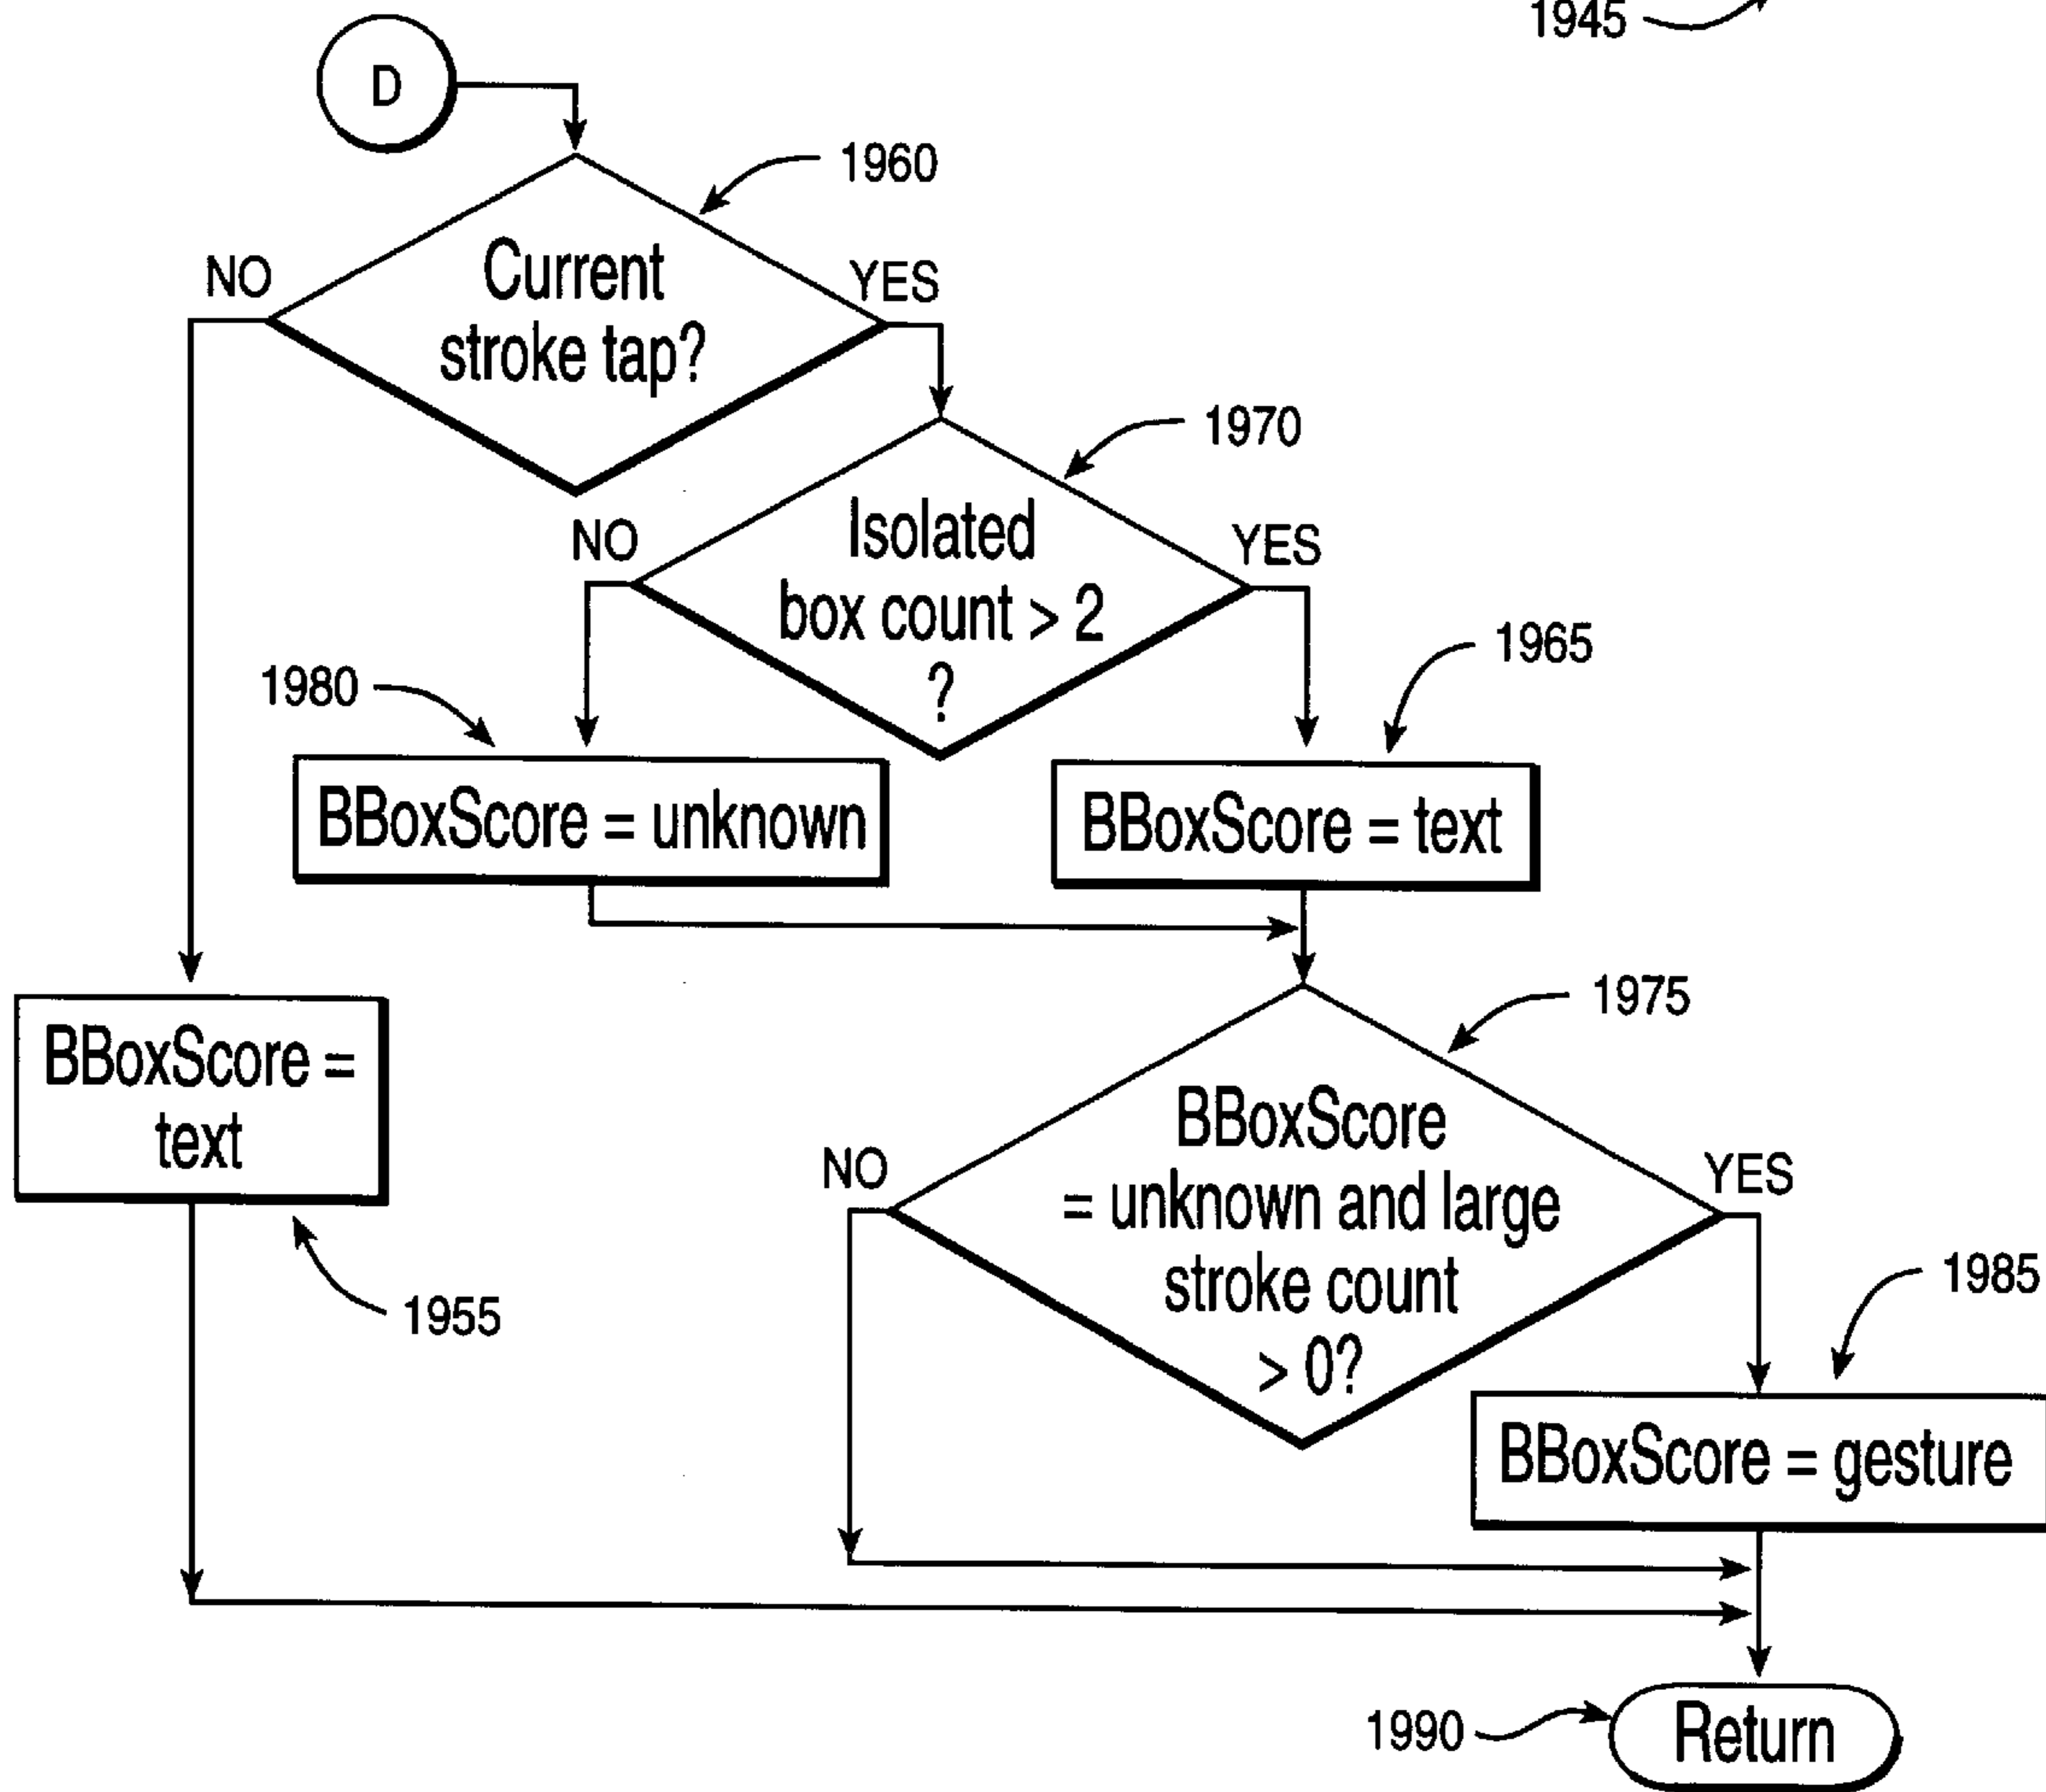 1945
D
1960
NO
YES
Current
stroke tap?
1970
NO
YES
Isolated
box count > 2
?
1980
1965
BBoxScore = unknown
BBoxScore = text
1975
BBoxScore =
text
1955
NO
YES
BBoxScore
= unknown and large
stroke count
> 0?
1985
BBoxScore = gesture
1990
Return